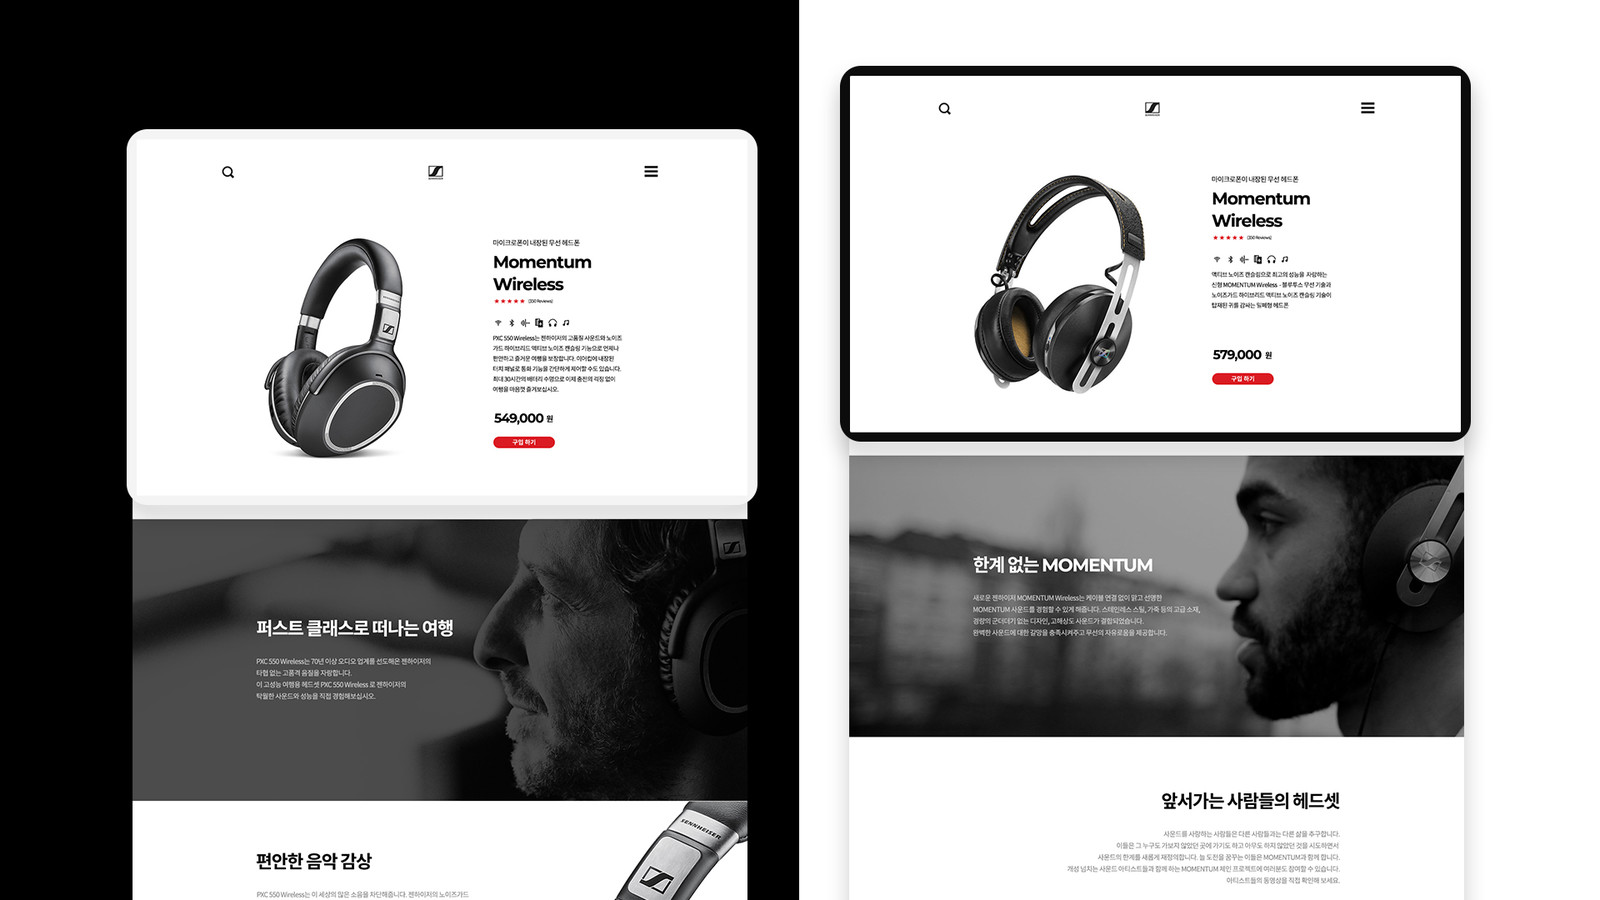 마이크로폰이 내장된 무선 헤드폰
Momentum
Wireless
(350 Reviews)
PXC 550 Wireless는 젠하이저의 고품질 사운드와 노이즈
가드 하이브리드 액티브 노이즈 캔슬링 기능으로 언제나
편안하고 즐거운 여행을 보장합니다. 이어컵에 내장된
터치 패널로 통화 기능을 간단하게 제어할 수도 있습니다.
최대 30시간의 배터리 수명으로 이제 충전의 걱정 없이
여행을 마음껏 즐겨보십시오.
549,000 원
구입 하기
퍼스트 클래스로 떠나는 여행
PXC 550 Wireless는 70년 이상 오디오 업계를 선도해온 젠하이저의
타협 없는 고품격 음질을 자랑합니다.
이 고성능 여행용 헤드셋 PXC 550 Wireless 로 젠하이저의
탁월한 사운드와 성능을 직접 경험해보십시오.
SENNHEISER
편안한 음악 감상
PXC 550 Wireless는 이 세상의 많은 소음을 차단해줍니다. 젠하이저의 노이즈가드
마이크로폰이 내장된 무선 헤드폰
Momentum
Wireless
(350 Reviews)
액티브 노이즈 캔슬링으로 최고의 성능을 자랑하는
신형 MOMENTUM Wireless - 블루투스 무선 기술과
노이즈가드 하이브리드 액티브 노이즈 캔슬링 기술이
탑재된 귀를 감싸는 밀폐형 헤드폰
579,000 원
구입 하기
한계 없는 MOMENTUM
새로운 젠하이저 MOMENTUM Wireless는 케이블 연결 없이 맑고 선명한
MOMENTUM 사운드를 경험할 수 있게 해줍니다. 스테인레스 스틸, 가죽 등의 고급 소재,
경량의 군더더기 없는 디자인, 고해상도 사운드가 결합되었습니다.
완벽한 사운드에 대한 갈망을 충족시켜주고 무선의 자유로움을 제공합니다.
앞서가는 사람들의 헤드셋
사운드를 사랑하는 사람들은 다른 사람들과는 다른 삶을 추구합니다.
이들은 그 누구도 가보지 않았던 곳에 가기도 하고 아무도 하지 않았던 것을 시도하면서
사운드의 한계를 새롭게 재정의합니다. 늘 도전을 꿈꾸는 이들은 MOMENTUM과 함께 합니다.
개성 넘치는 사운드 아티스트들과 함께 하는 MOMENTUM 체인 프로젝트에 여러분도 참여할 수 있습니다.
아티스트들의 동영상을 직접 확인해 보세요.